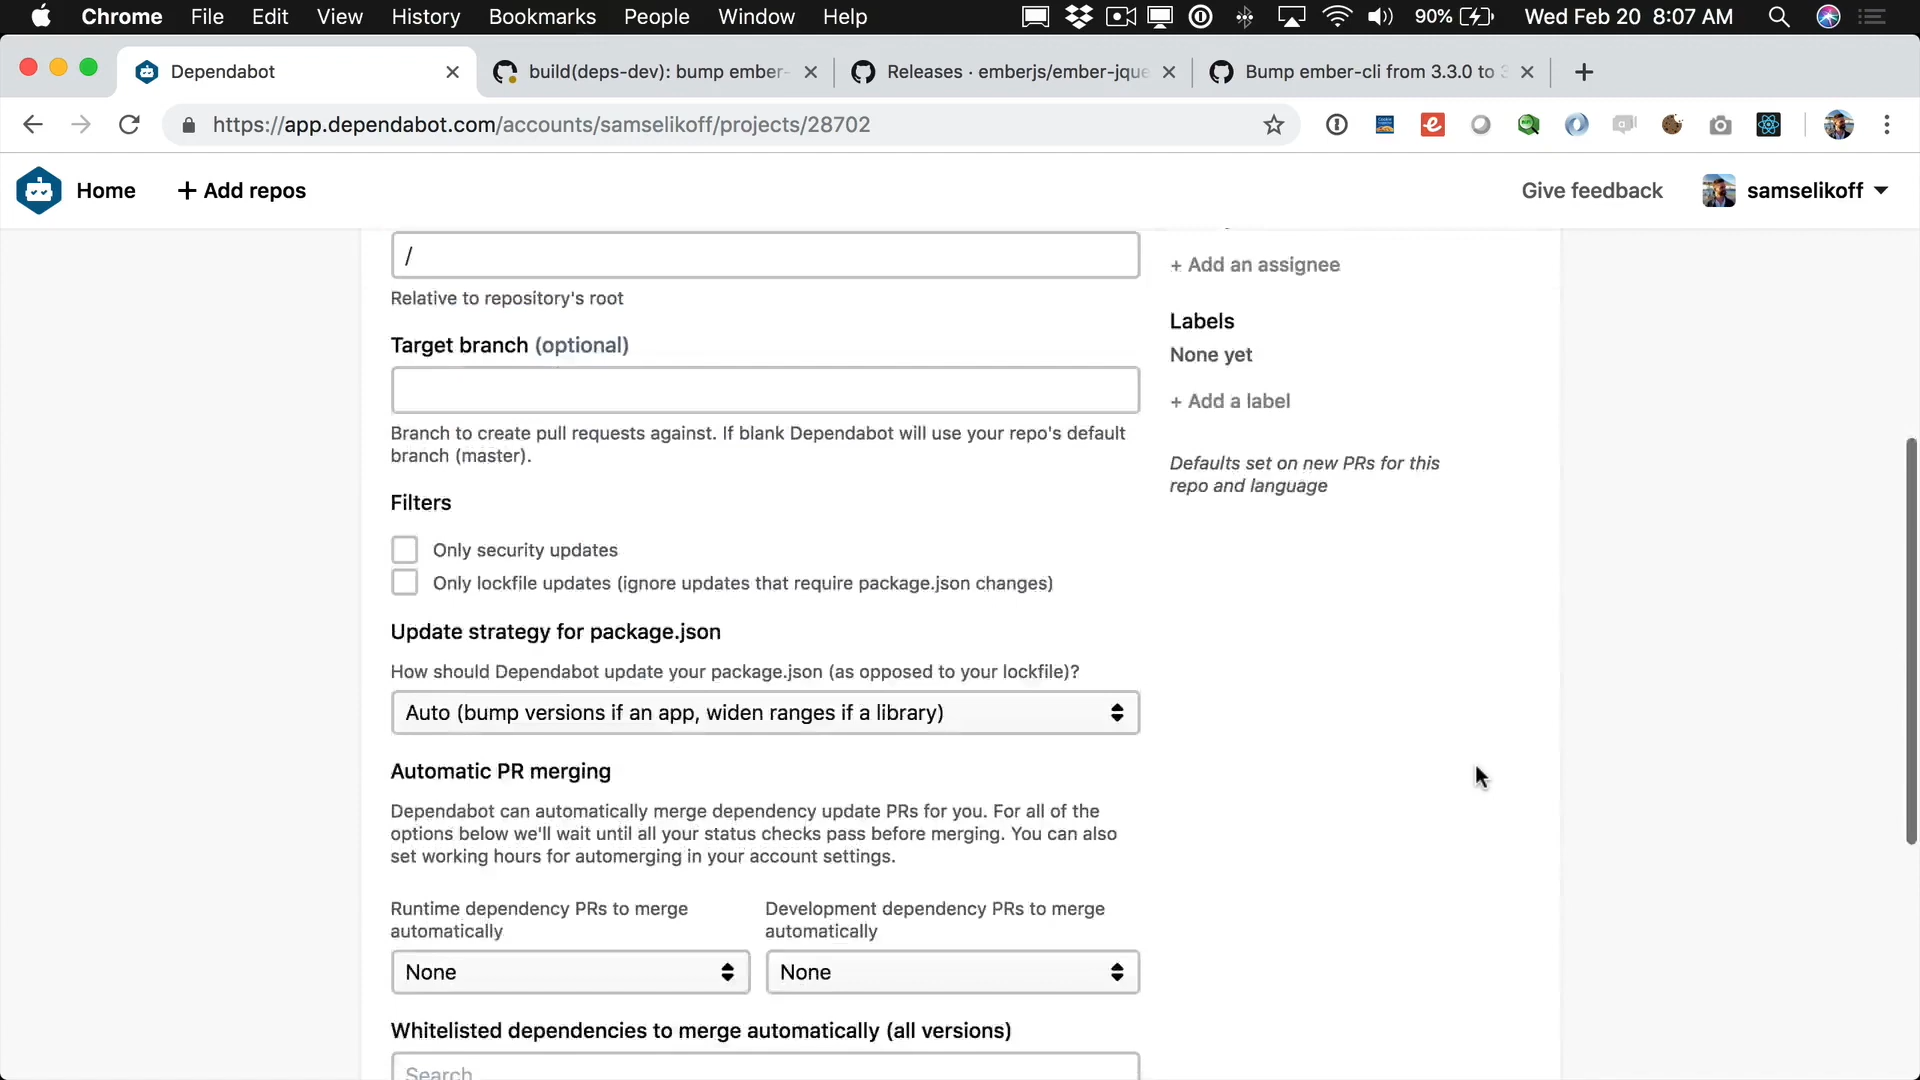 Chrome File Edit View History Bookmarks People Window Help 90% Wed Feb 20 8:07 AM
Dependabot
build(deps-dev): bump ember-
Releases · emberjs/ember-jque
Bump ember-cli from 3.3.0 to 3
https://app.dependabot.com/accounts/samselikoff/projects/28702
Home
+ Add repos
Give feedback
samselikoff
/
Relative to repository's root
Target branch (optional)
Branch to create pull requests against. If blank Dependabot will use your repo's default
branch (master).
Filters
Only security updates
Only lockfile updates (ignore updates that require package.json changes)
Update strategy for package.json
How should Dependabot update your package.json (as opposed to your lockfile)?
Auto (bump versions if an app, widen ranges if a library)
Automatic PR merging
Dependabot can automatically merge dependency update PRs for you. For all of the
options below we'll wait until all your status checks pass before merging. You can also
set working hours for automerging in your account settings.
Runtime dependency PRs to merge
automatically
None
Development dependency PRs to merge
automatically
None
Whitelisted dependencies to merge automatically (all versions)
Search
+ Add an assignee
Labels
None yet
+ Add a label
Defaults set on new PRs for this
repo and language